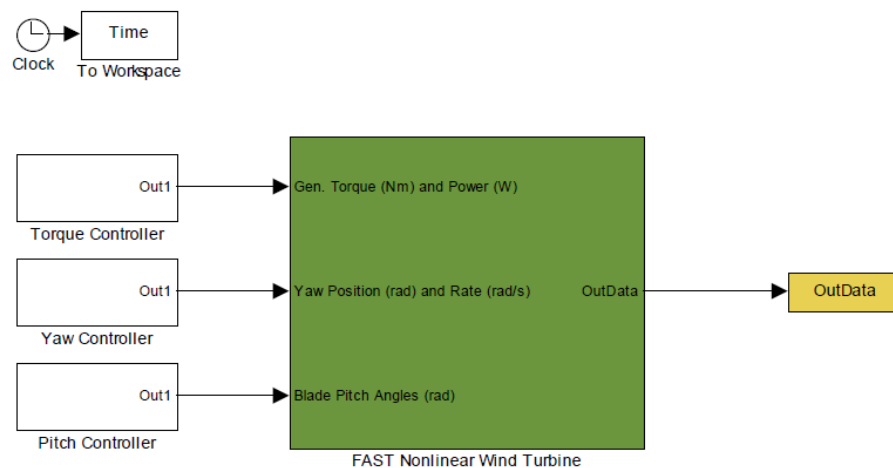 Time
Clock
To Workspace
Out1
Gen. Torque (Nm) and Power (W)
Torque Controller
Out1
Yaw Position (rad) and Rate (rad/s)
OutData
OutData
Yaw Controller
Out1
Blade Pitch Angles (rad)
Pitch Controller
FAST Nonlinear Wind Turbine